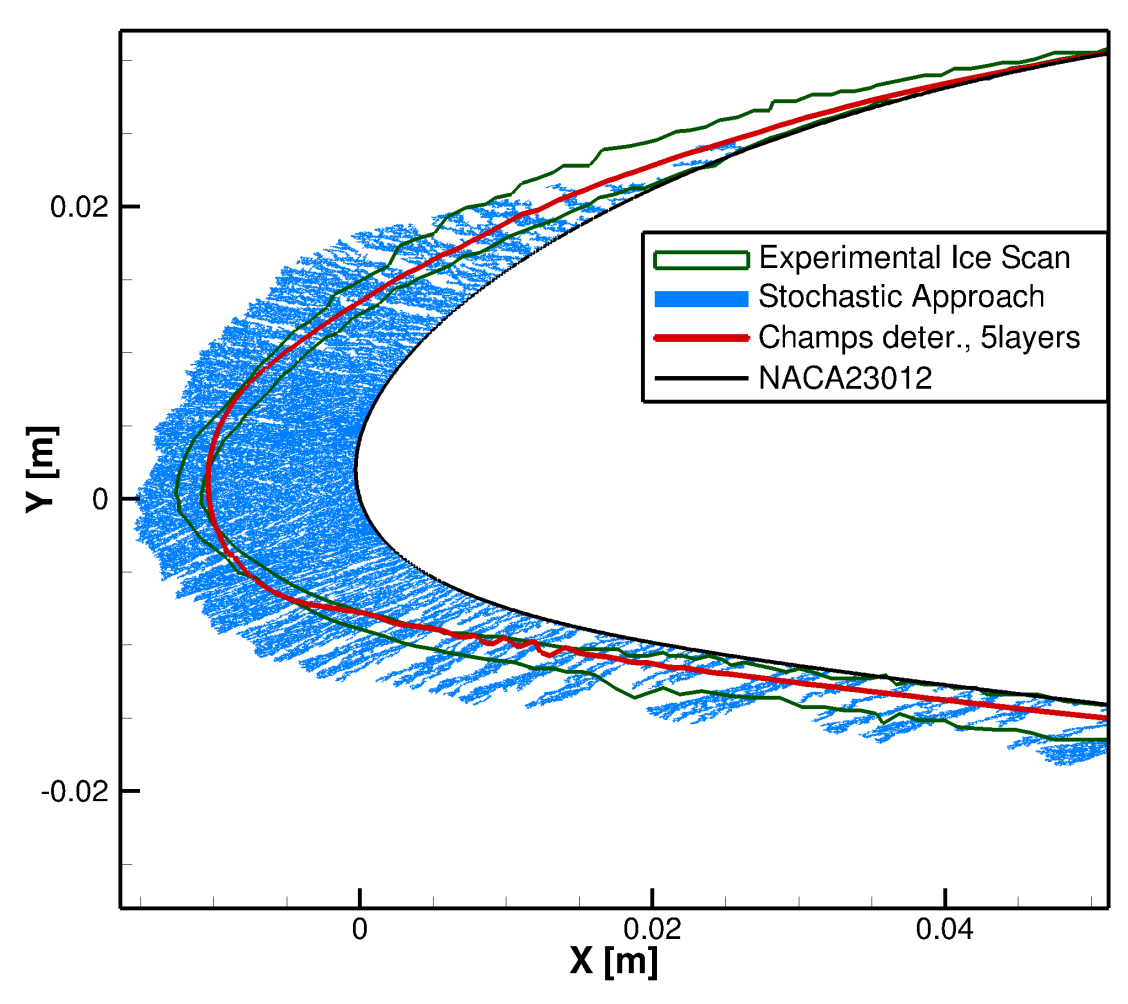 0.02
Experimental Ice Scan
Stochastic Approach
Champs deter., 5layers
NACA23012
Y [m]
0
-0.02
0
0.02
0.04
X [m]